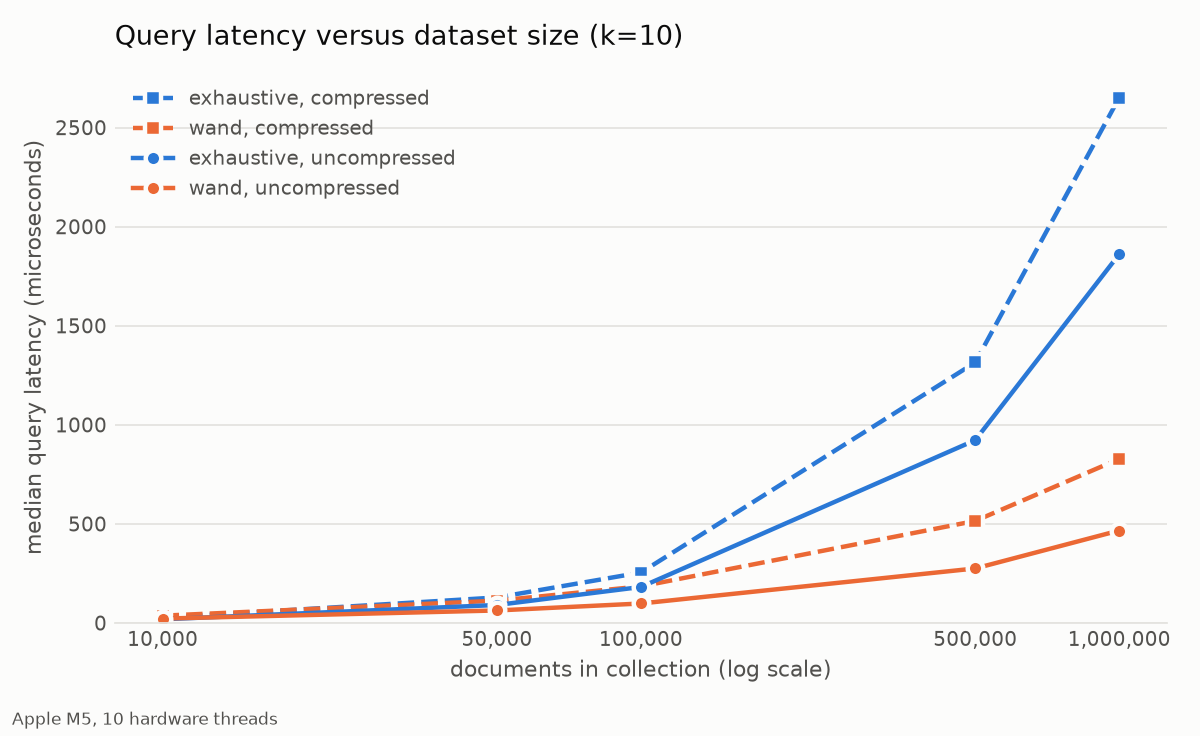 Query latency versus dataset size (k=10)
exhaustive, compressed
wand, compressed
exhaustive, uncompressed
wand, uncompressed
median query latency (microseconds)
2500
2000
1500
1000
500
0
10,000
50,000
100,000
500,000
1,000,000
documents in collection (log scale)
Apple M5, 10 hardware threads